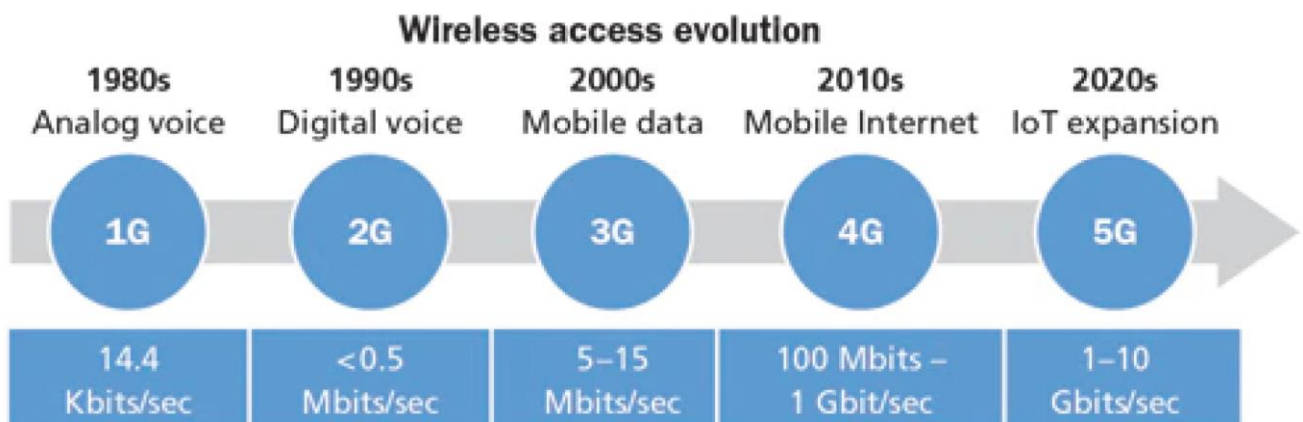 Wireless access evolution
1980s
Analog voice
1990s
Digital voice
2000s
Mobile data
2010s
Mobile Internet
2020s
IoT expansion
1G
2G
3G
4G
5G
14.4
Kbits/sec
<0.5
Mbits/sec
5–15
Mbits/sec
100 Mbits –
1 Gbit/sec
1–10
Gbits/sec